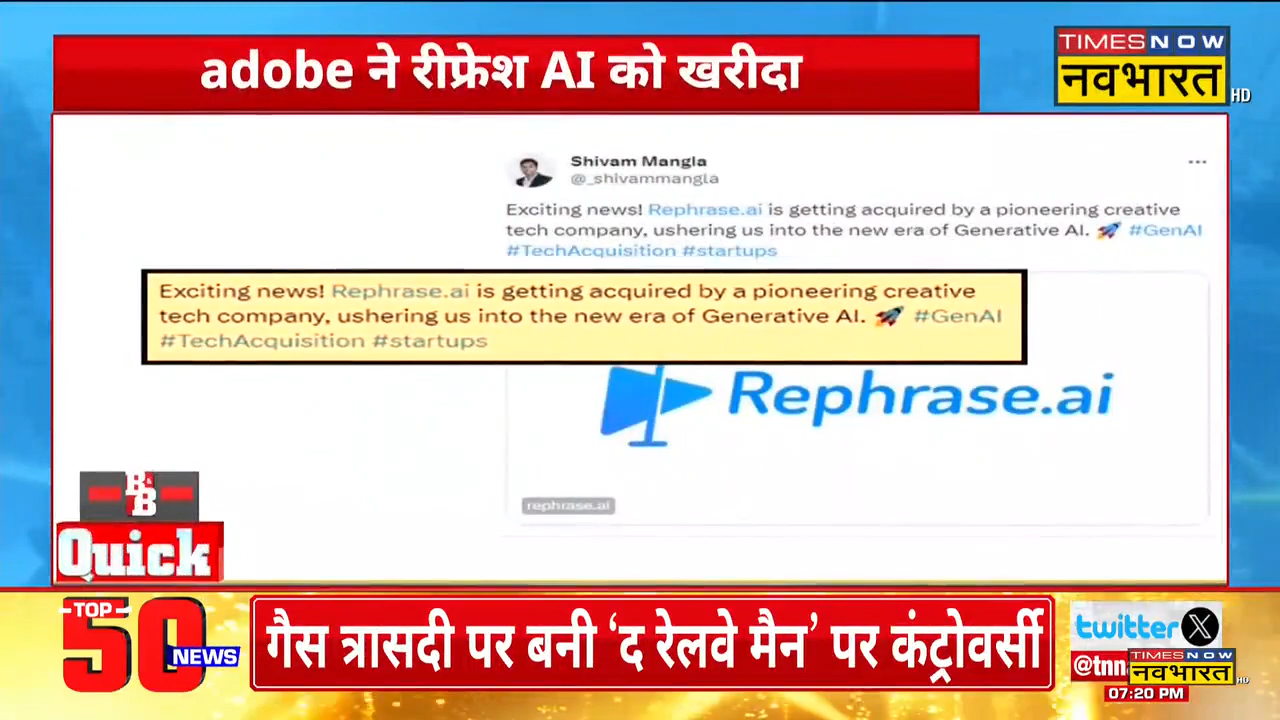 adobe ने रीफ्रेश AI को खरीदा
TIMES NOW
नवभारत
HD
Shivam Mangla
@_shivammangla
Exciting news! Rephrase.ai is getting acquired by a pioneering creative
tech company, ushering us into the new era of Generative AI. 🚀 #GenAI
#TechAcquisition #startups
Exciting news! Rephrase.ai is getting acquired by a pioneering creative
tech company, ushering us into the new era of Generative AI. 🚀 #GenAI
#TechAcquisition #startups
Rephrase.ai
rephrase.ai
B&B
Quick
TOP
50
NEWS
गैस त्रासदी पर बनी ‘द रेलवे मैन’ पर कंट्रोवर्सी
twitter X
@tnn
TIMES NOW
नवभारत
HD
07:20 PM